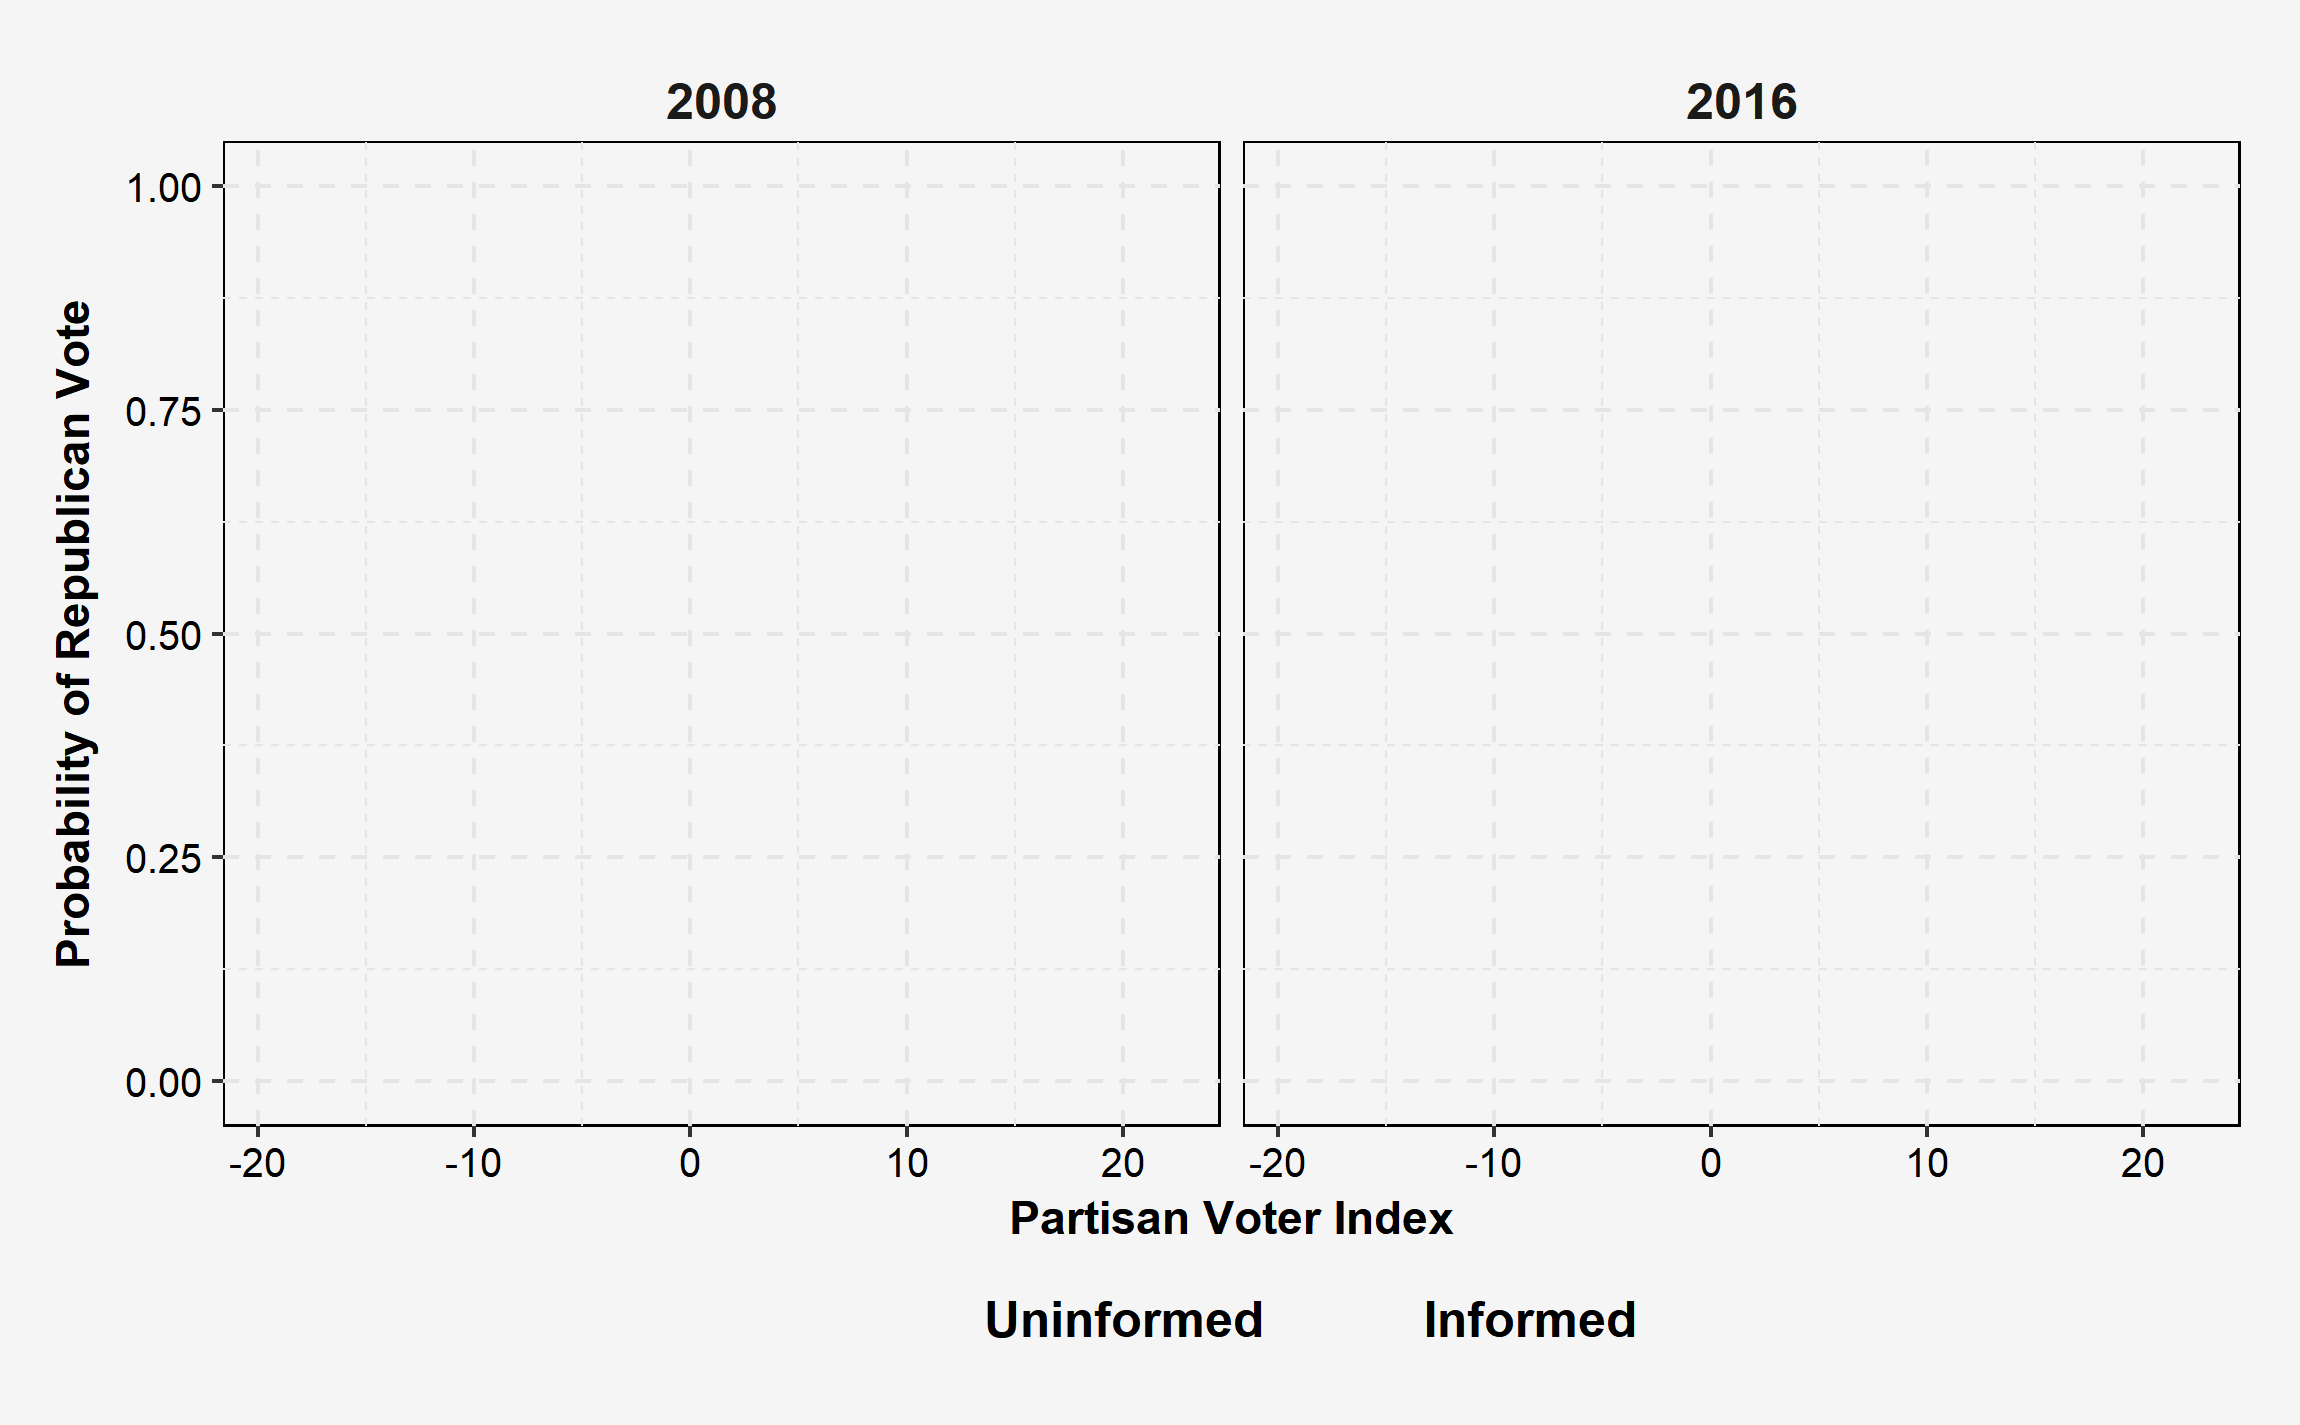 2008 2016
Probability of Republican Vote
1.00
0.75
0.50
0.25
0.00
-20 -10 0 10 20 -20 -10 0 10 20
Partisan Voter Index
Uninformed Informed